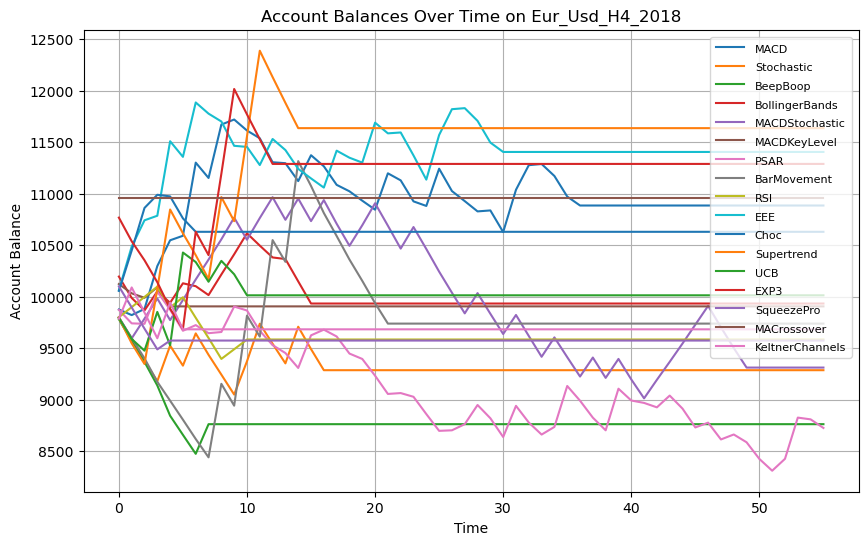 Account Balances Over Time on Eur_Usd_H4_2018
12500
12000
11500
11000
10500
10000
9500
9000
8500
Account Balance
0
10
20
30
40
50
Time
MACD
Stochastic
BeepBoop
BollingerBands
MACDStochastic
MACDKeyLevel
PSAR
BarMovement
RSI
EEE
Choc
Supertrend
UCB
EXP3
SqueezePro
MACrossover
KeltnerChannels